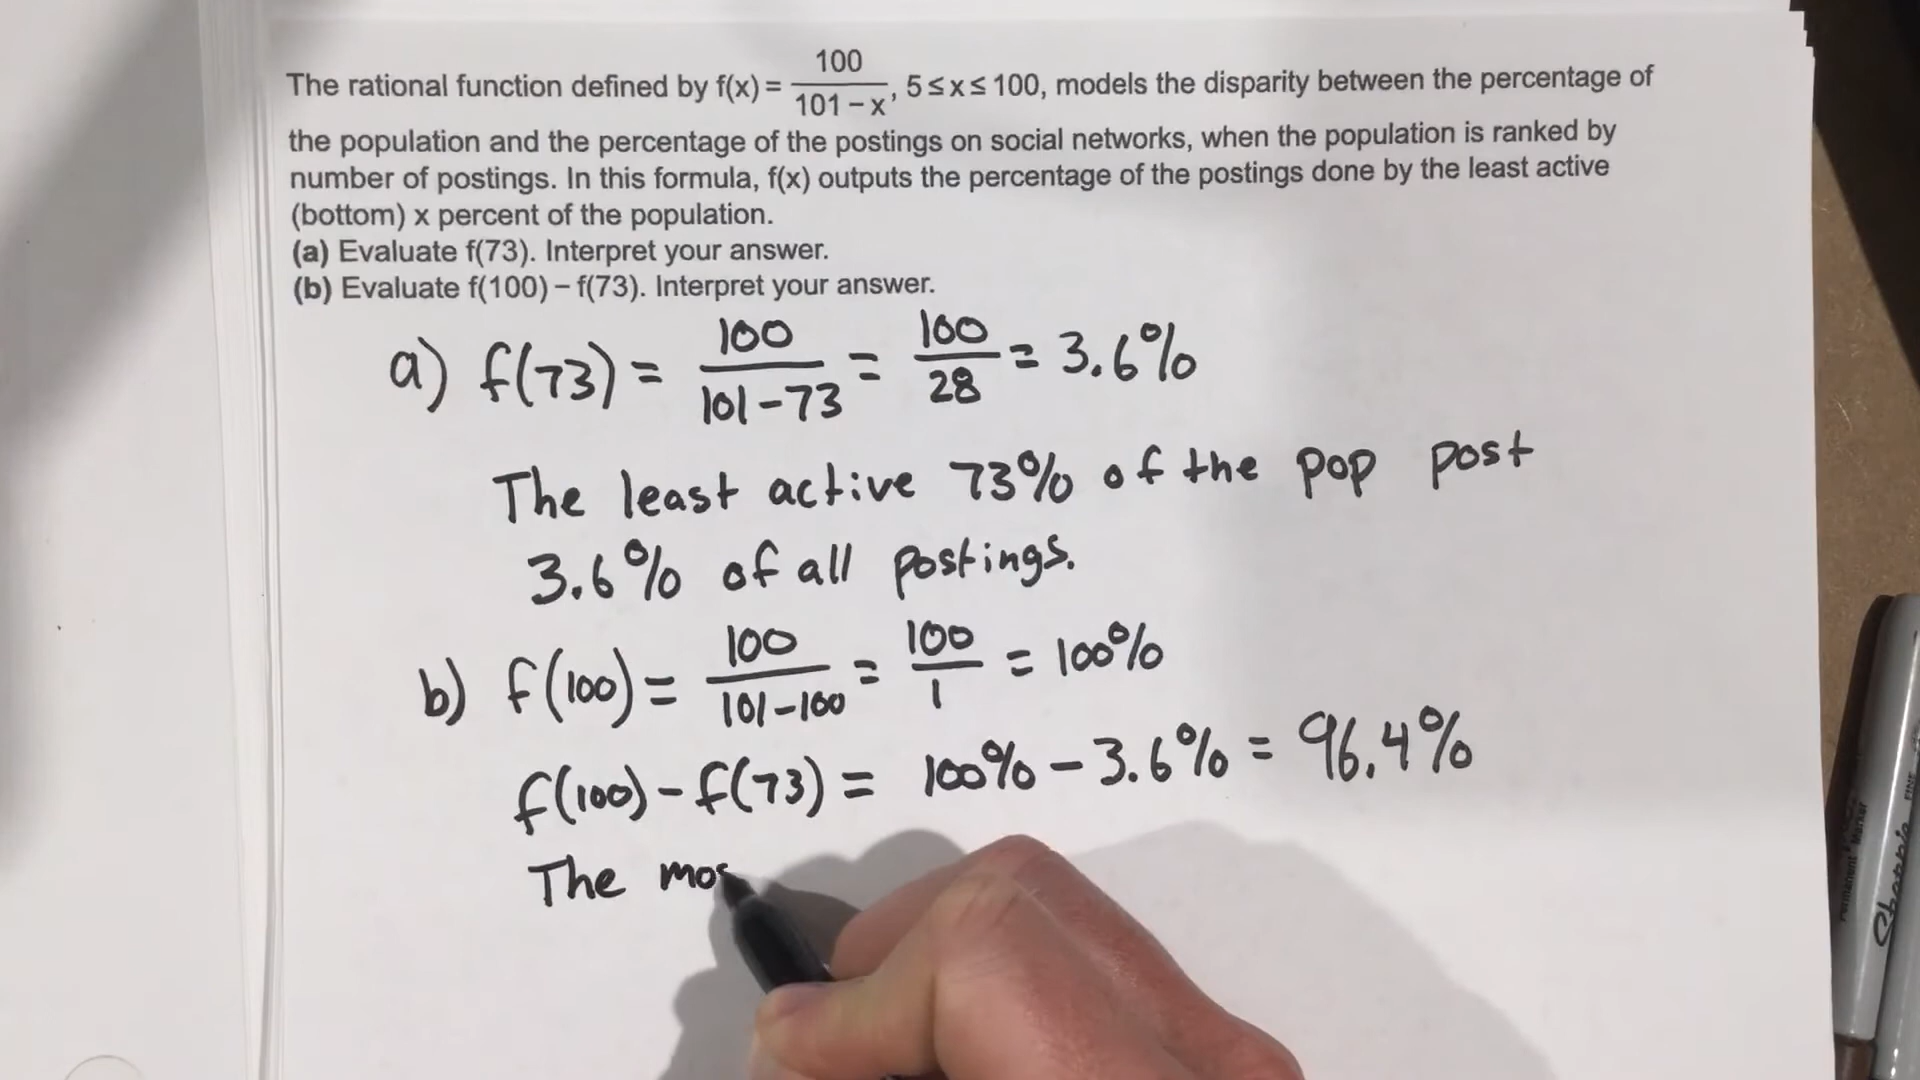 The rational function defined by f(x) = 100/(101 − x), 5 ≤ x ≤ 100, models the disparity between the percentage of
the population and the percentage of the postings on social networks, when the population is ranked by
number of postings. In this formula, f(x) outputs the percentage of the postings done by the least active
(bottom) x percent of the population.
(a) Evaluate f(73). Interpret your answer.
(b) Evaluate f(100) − f(73). Interpret your answer.
a) f(73) = 100/(101-73) = 100/28 = 3.6%
The least active 73% of the pop post
3.6% of all postings.
b) f(100) = 100/(101-100) = 100/1 = 100%
f(100) - f(73) = 100% - 3.6% = 96.4%
The mos
Permanent Marker
Sharpie
FINE